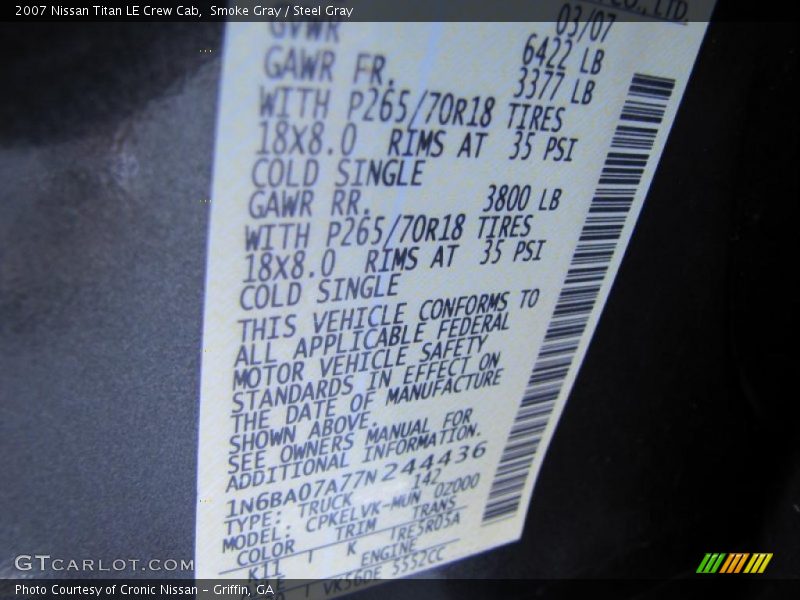 2007 Nissan Titan LE Crew Cab, Smoke Gray / Steel Gray
CO., LTD.
03/07
GVWR 6422 LB
GAWR FR. 3377 LB
WITH P265/70R18 TIRES
18X8.0 RIMS AT 35 PSI
COLD SINGLE
GAWR RR. 3800 LB
WITH P265/70R18 TIRES
18X8.0 RIMS AT 35 PSI
COLD SINGLE
THIS VEHICLE CONFORMS TO
ALL APPLICABLE FEDERAL
MOTOR VEHICLE SAFETY
STANDARDS IN EFFECT ON
THE DATE OF MANUFACTURE
SHOWN ABOVE.
SEE OWNERS MANUAL FOR
ADDITIONAL INFORMATION.
1N6BA07A77N244436
TYPE: TRUCK 142
MODEL: CPKELVK-MUN 0Z000
COLOR TRIM TRANS
K11 K TRE5R05A
ENGINE
VK56DE 5552CC
GTCARLOT.COM
Photo Courtesy of Cronic Nissan - Griffin, GA